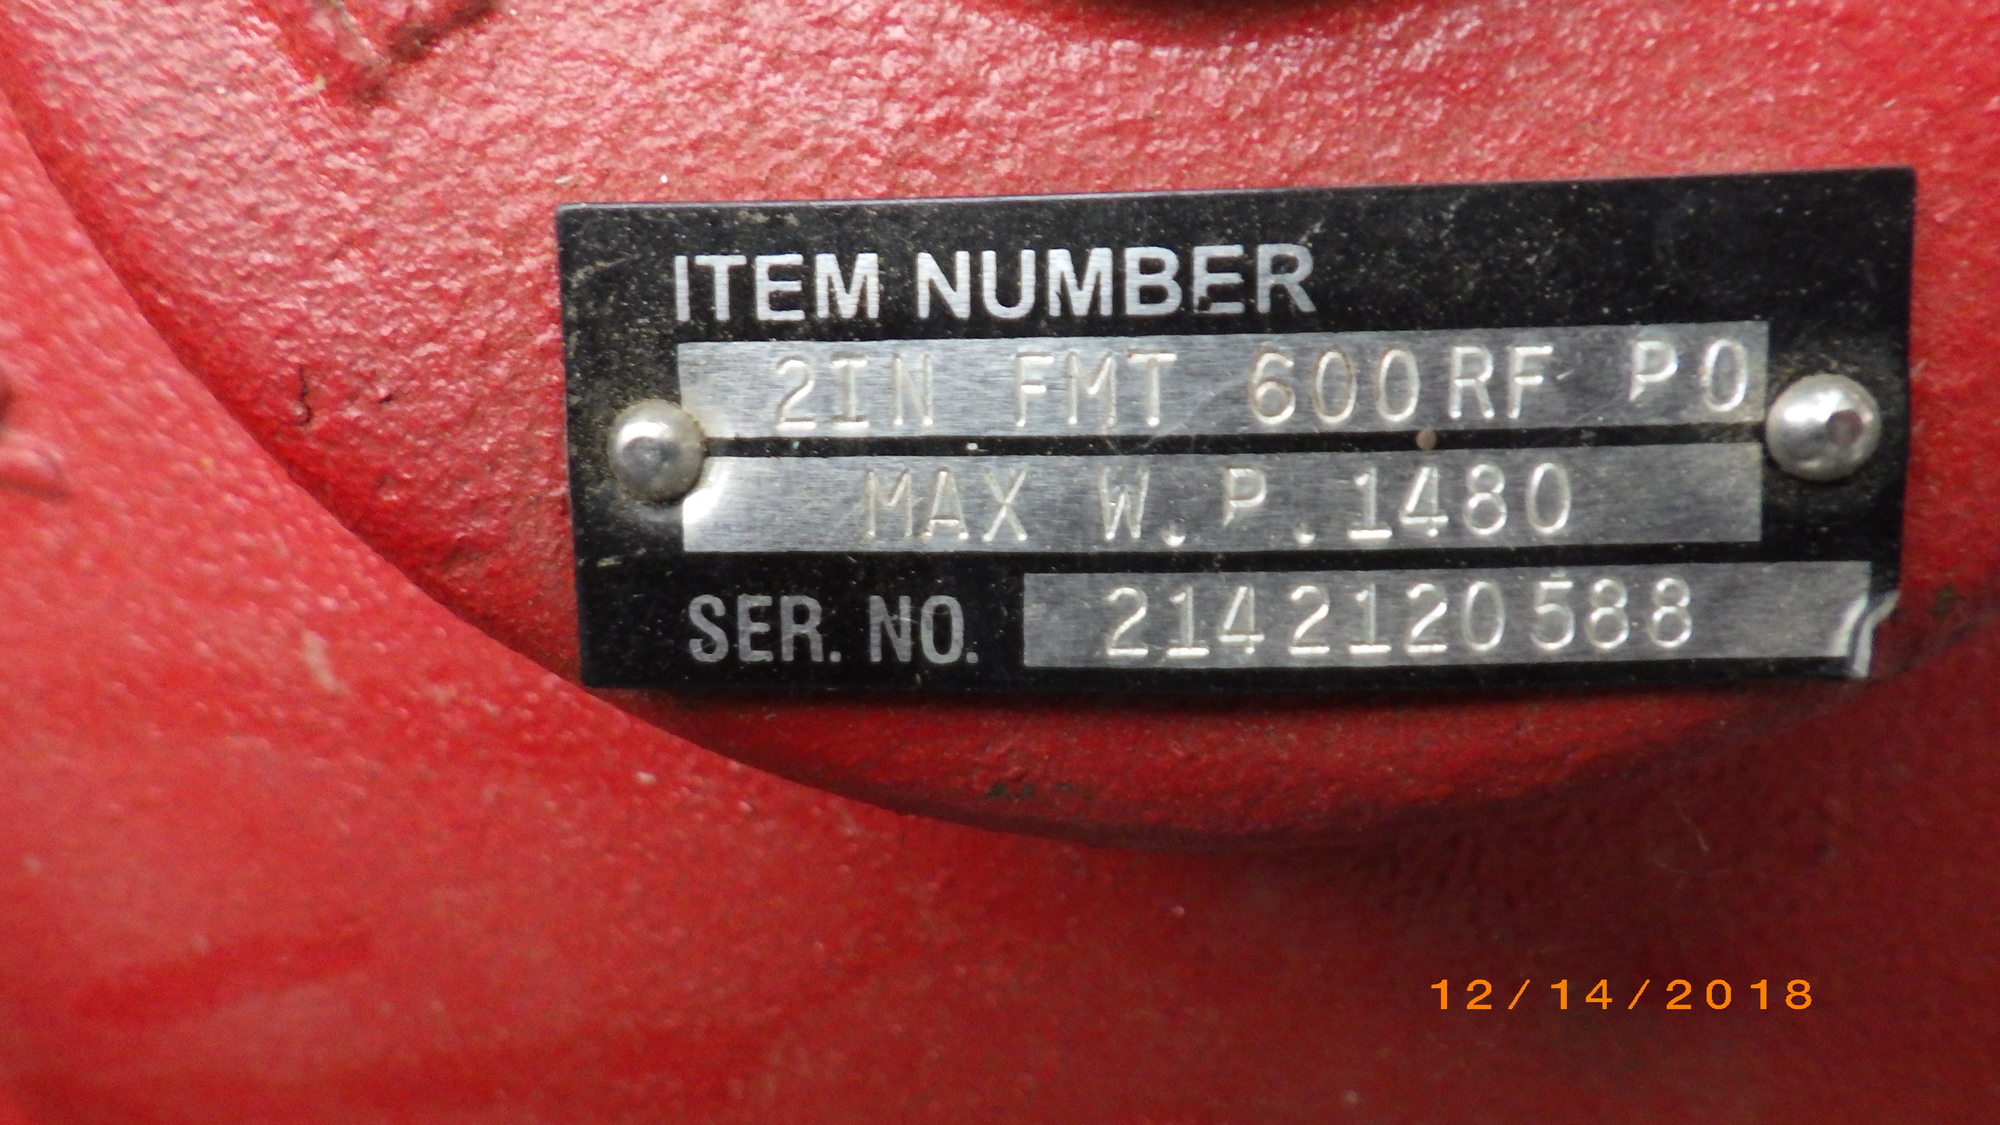 ITEM NUMBER
2IN FMT 600RF PO
MAX W.P.1480
SER. NO. 2142120588
12/14/2018